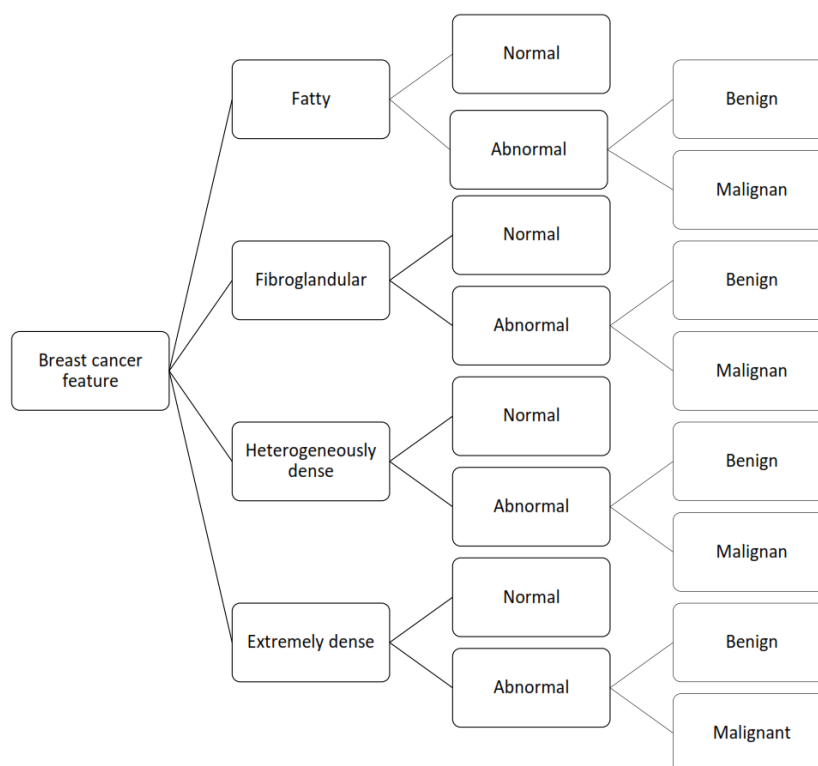 Normal
Fatty
Benign
Abnormal
Malignan
Normal
Fibroglandular
Benign
Abnormal
Malignan
Breast cancer
feature
Normal
Heterogeneously
dense
Benign
Abnormal
Malignan
Normal
Extremely dense
Benign
Abnormal
Malignant